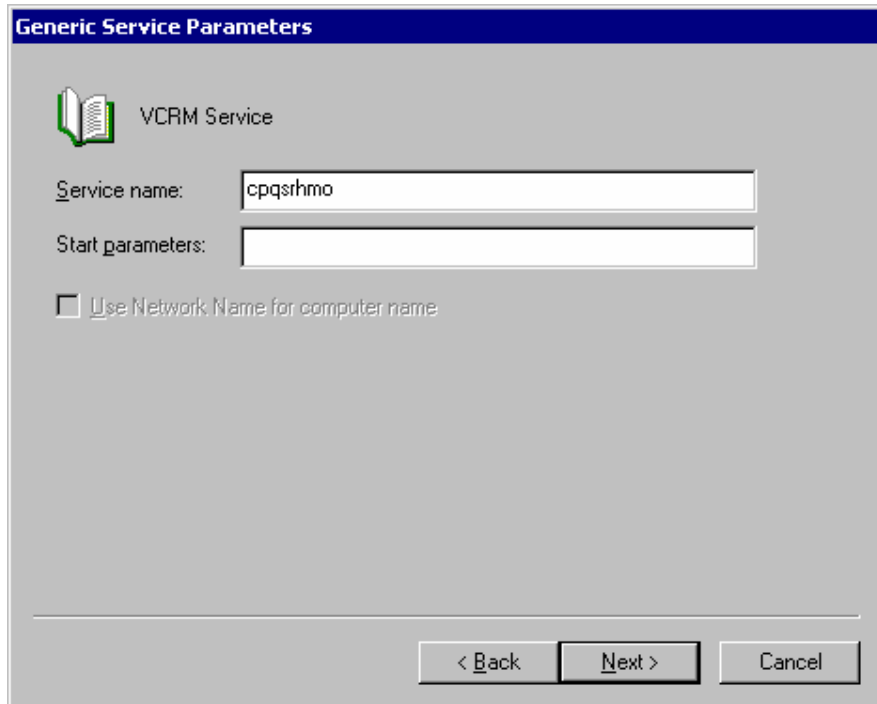 Generic Service Parameters
VCRM Service
Service name: cpqsrhmo
Start parameters:
Use Network Name for computer name
< Back Next > Cancel